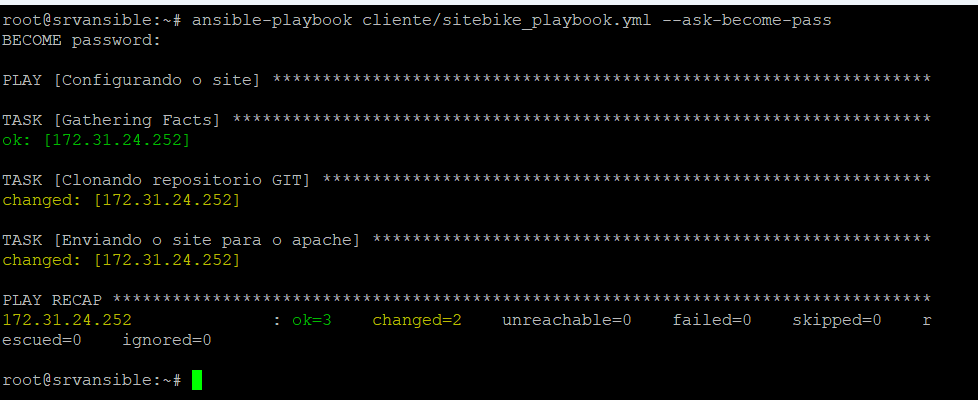 root@srvansible:~# ansible-playbook cliente/sitebike_playbook.yml --ask-become-pass
BECOME password:
PLAY [Configurando o site] ******************************************************************
TASK [Gathering Facts] **********************************************************************
ok: [172.31.24.252]
TASK [Clonando repositorio GIT] *************************************************************
changed: [172.31.24.252]
TASK [Enviando o site para o apache] ********************************************************
changed: [172.31.24.252]
PLAY RECAP **********************************************************************************
172.31.24.252              : ok=3    changed=2    unreachable=0    failed=0    skipped=0    r
escued=0    ignored=0
root@srvansible:~#